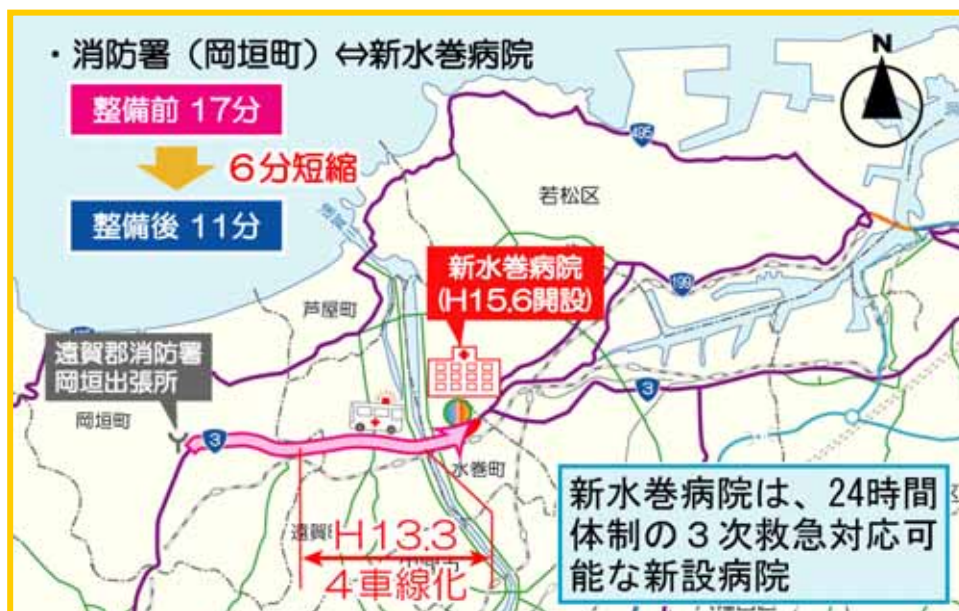 ・消防署（岡垣町）⇔新水巻病院
整備前 17分
6分短縮
整備後 11分
N
495
若松区
新水巻病院
（H15.6開設）
199
芦屋町
遠賀郡消防署
岡垣出張所
3
岡垣町
3
水巻町
H13.3
4車線化
新水巻病院は、24時間
体制の３次救急対応可
能な新設病院